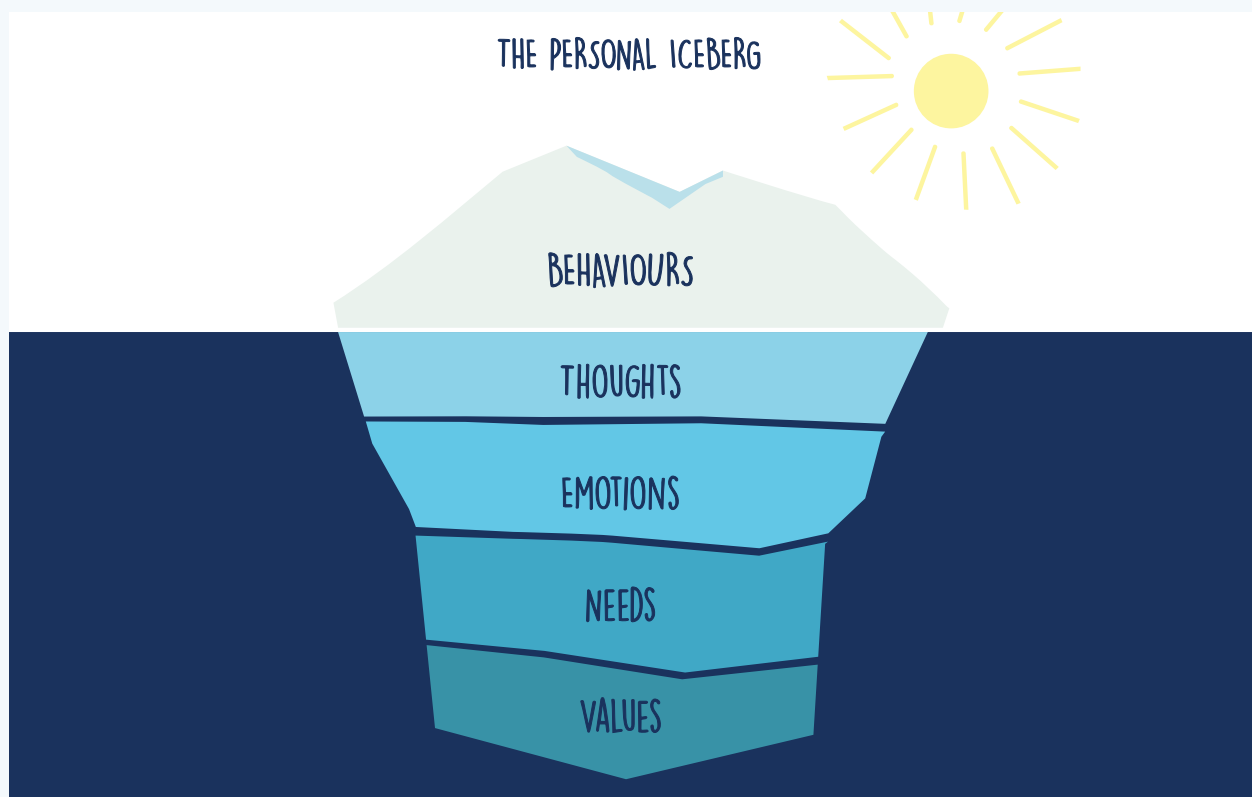 THE PERSONAL ICEBERG
BEHAVIOURS
THOUGHTS
EMOTIONS
NEEDS
VALUES